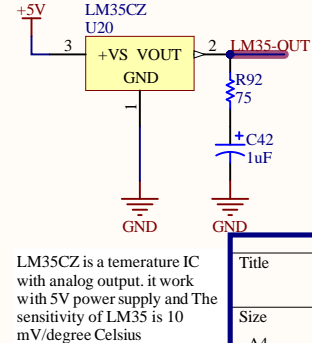 +5V
LM35CZ
U20
3
+VS VOUT
2
LM35-OUT
GND
R92
75
1
C42
1uF
GND
GND
LM35CZ is a temerature IC
with analog output. it work
with 5V power supply and The
sensitivity of LM35 is 10
mV/degree Celsius
Title
Size